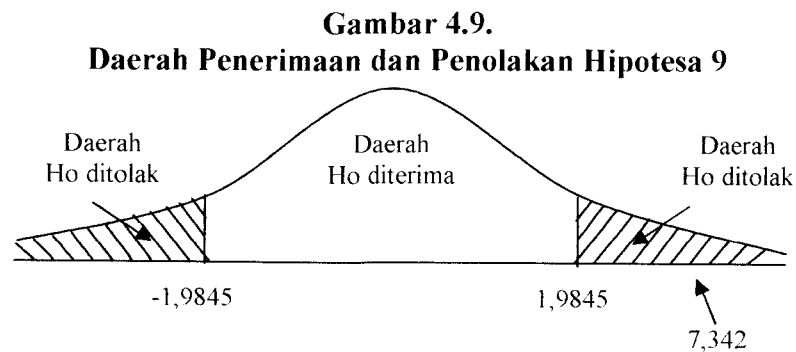 Gambar 4.9.
Daerah Penerimaan dan Penolakan Hipotesa 9
Daerah
Ho ditolak
Daerah
Ho diterima
Daerah
Ho ditolak
-1,9845
1,9845
7,342